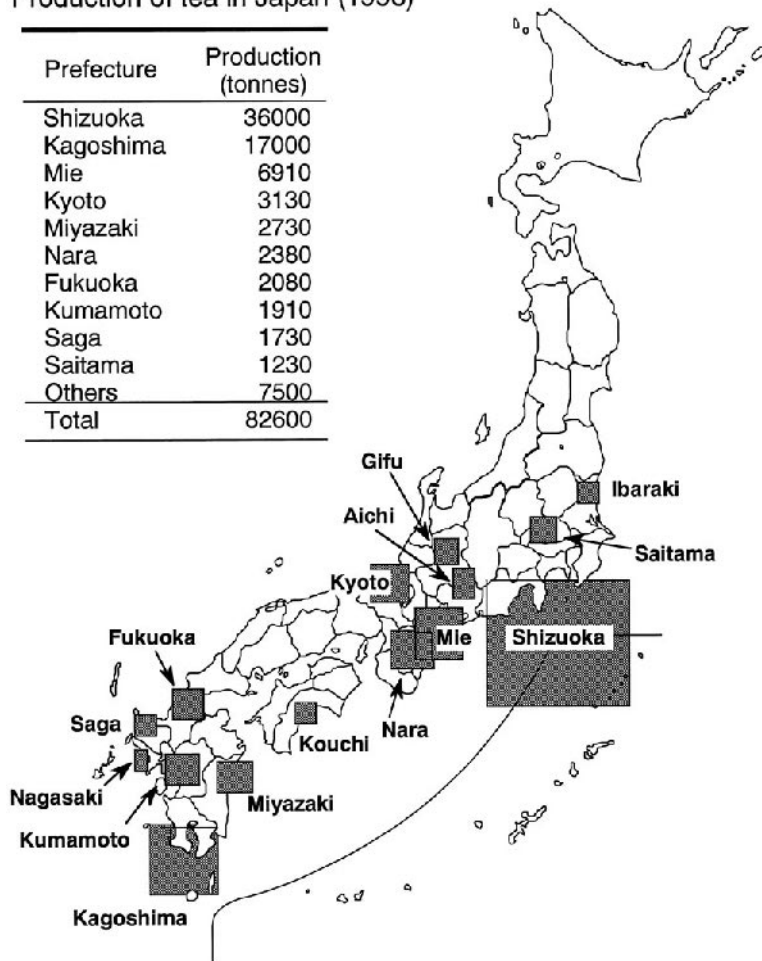 Production of tea in Japan
Prefecture Production
(tonnes)
Shizuoka 36000
Kagoshima 17000
Mie 6910
Kyoto 3130
Miyazaki 2730
Nara 2380
Fukuoka 2080
Kumamoto 1910
Saga 1730
Saitama 1230
Others 7500
Total 82600
Gifu
Ibaraki
Aichi
Saitama
Kyoto
Fukuoka
Mie
Shizuoka
Saga
Nara
Kouchi
Nagasaki
Miyazaki
Kumamoto
Kagoshima